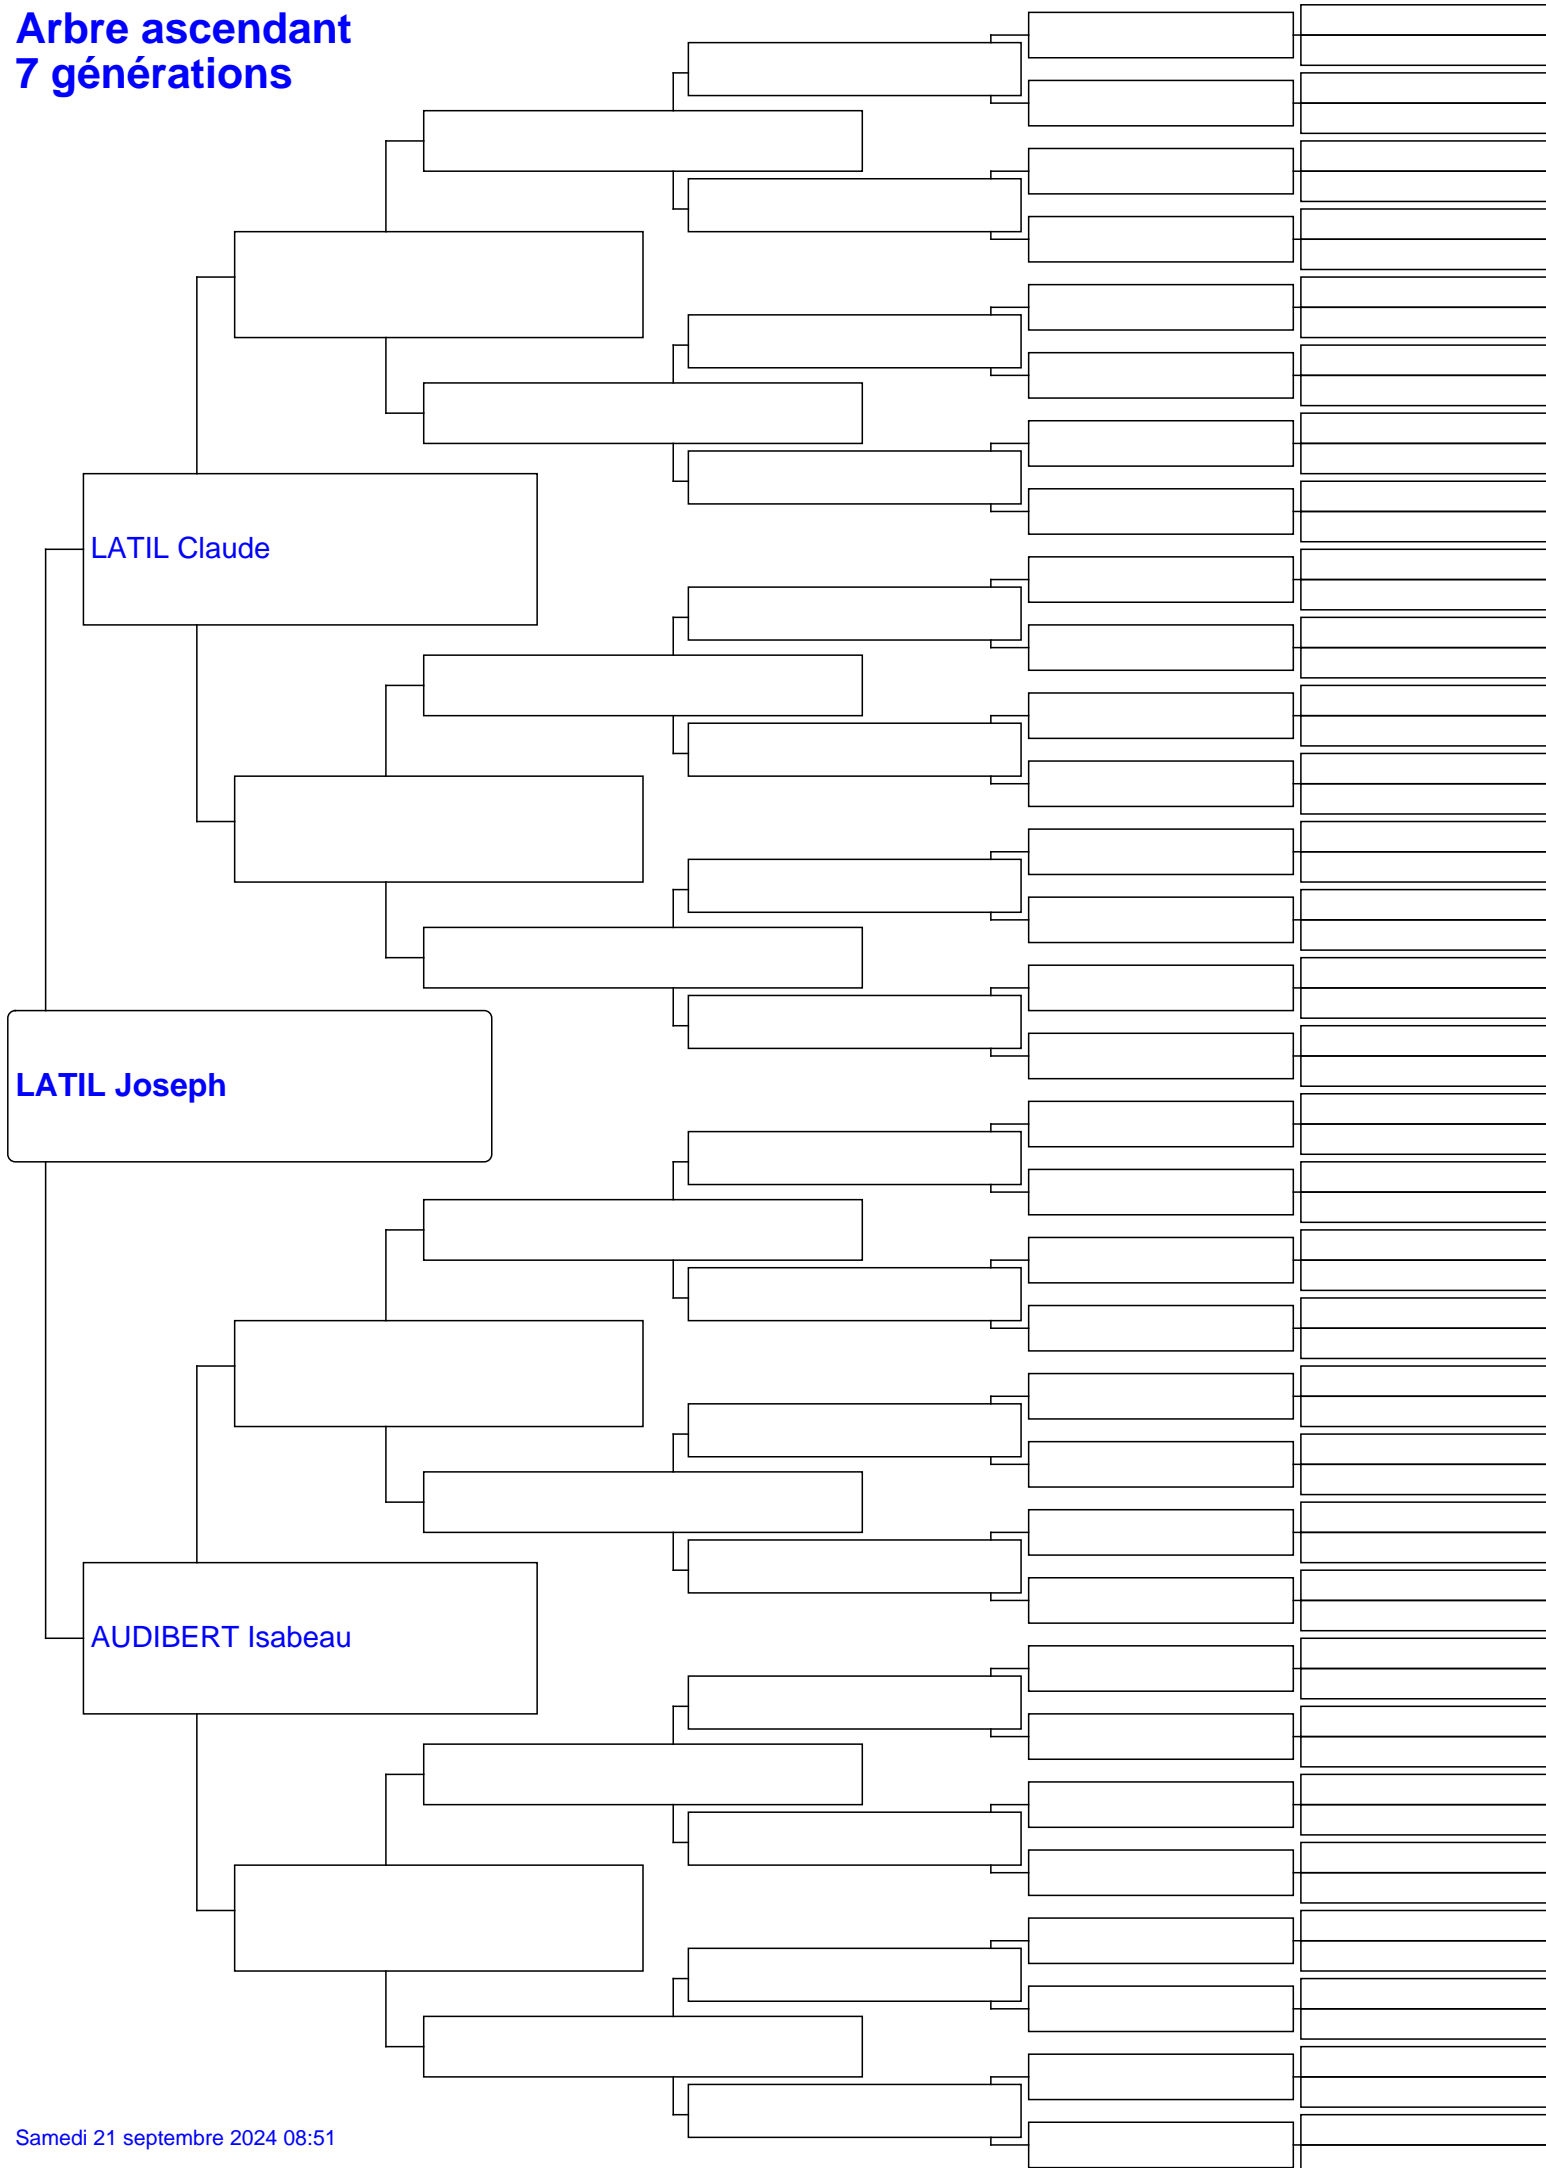 Arbre ascendant
7 générations
LATIL Claude
LATIL Joseph
AUDIBERT Isabeau
Samedi 21 septembre 2024 08:51